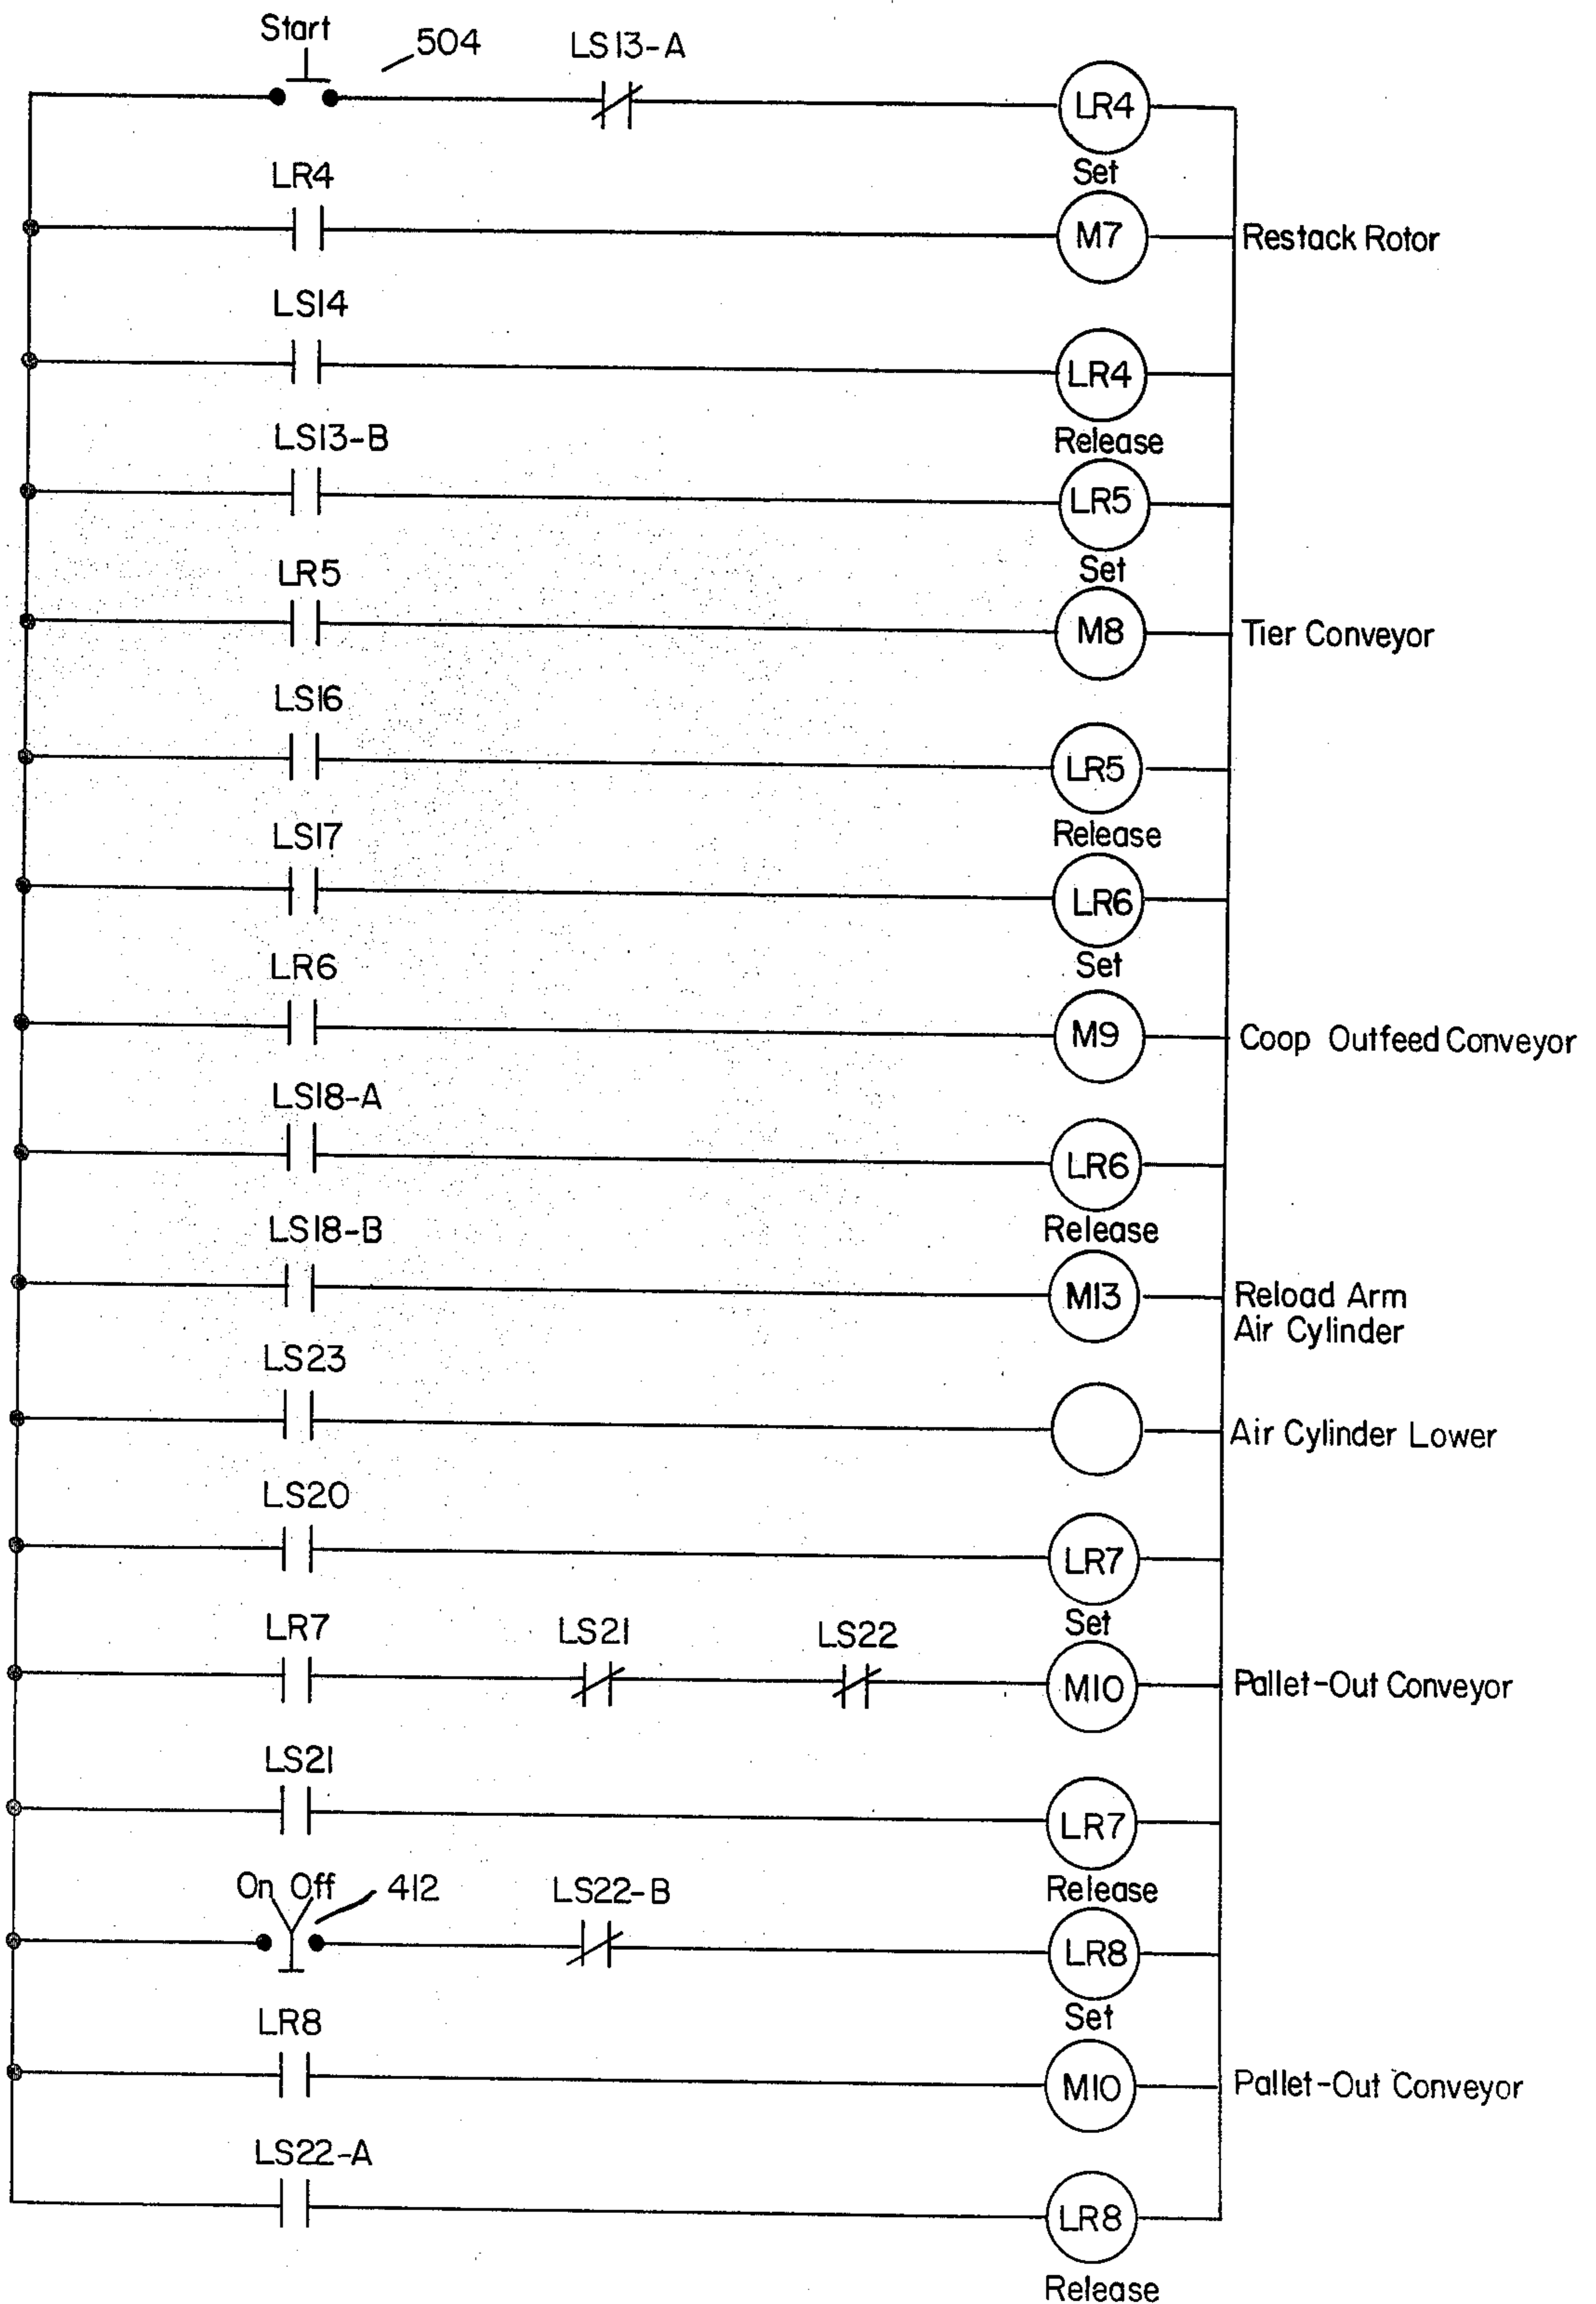 Start
504
LS13-A
LR4
Set
LR4
M7
Restack Rotor
LS14
LR4
Release
LS13-B
LR5
Set
LR5
M8
Tier Conveyor
LS16
LR5
Release
LS17
LR6
Set
LR6
M9
Coop Outfeed Conveyor
LS18-A
LR6
Release
LS18-B
M13
Reload Arm
Air Cylinder
LS23
Air Cylinder Lower
LS20
LR7
Set
LR7
LS21
LS22
M10
Pallet-Out Conveyor
LS21
LR7
Release
On Off
412
LS22-B
LR8
Set
LR8
M10
Pallet-Out Conveyor
LS22-A
LR8
Release